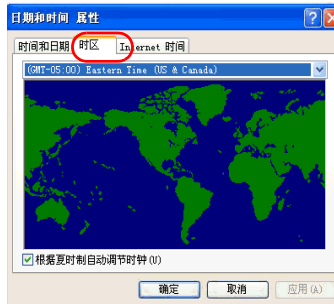 日期和时间 属性
时间和日期 时区 Internet 时间
(GMT-05:00) Eastern Time (US & Canada)
根据夏时制自动调节时钟(U)
确定 取消 应用(A)